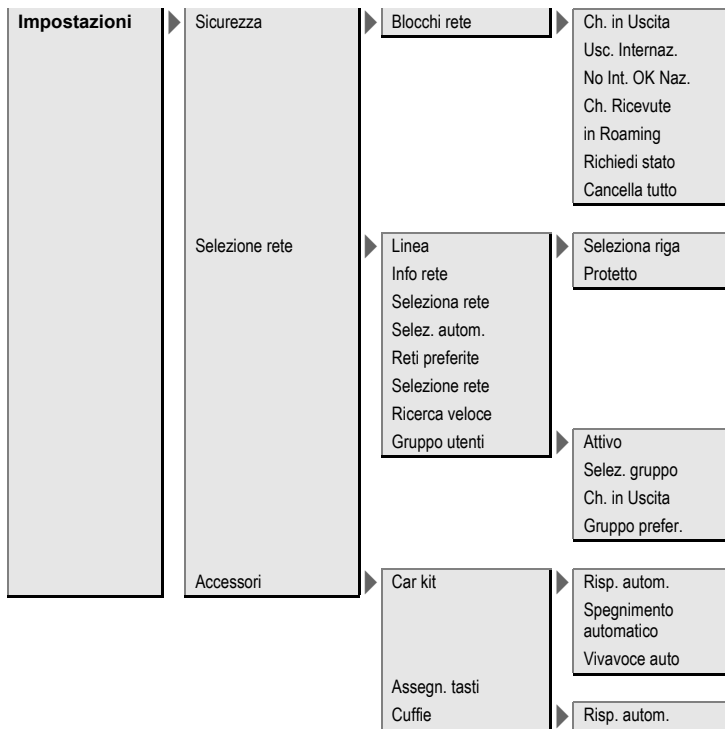 Impostazioni
Sicurezza
Blocchi rete
Ch. in Uscita
Usc. Internaz.
No Int. OK Naz.
Ch. Ricevute
in Roaming
Richiedi stato
Cancella tutto
Selezione rete
Linea
Seleziona riga
Protetto
Info rete
Seleziona rete
Selez. autom.
Reti preferite
Selezione rete
Ricerca veloce
Gruppo utenti
Attivo
Selez. gruppo
Ch. in Uscita
Gruppo prefer.
Accessori
Car kit
Risp. autom.
Spegnimento
automatico
Vivavoce auto
Assegn. tasti
Cuffie
Risp. autom.